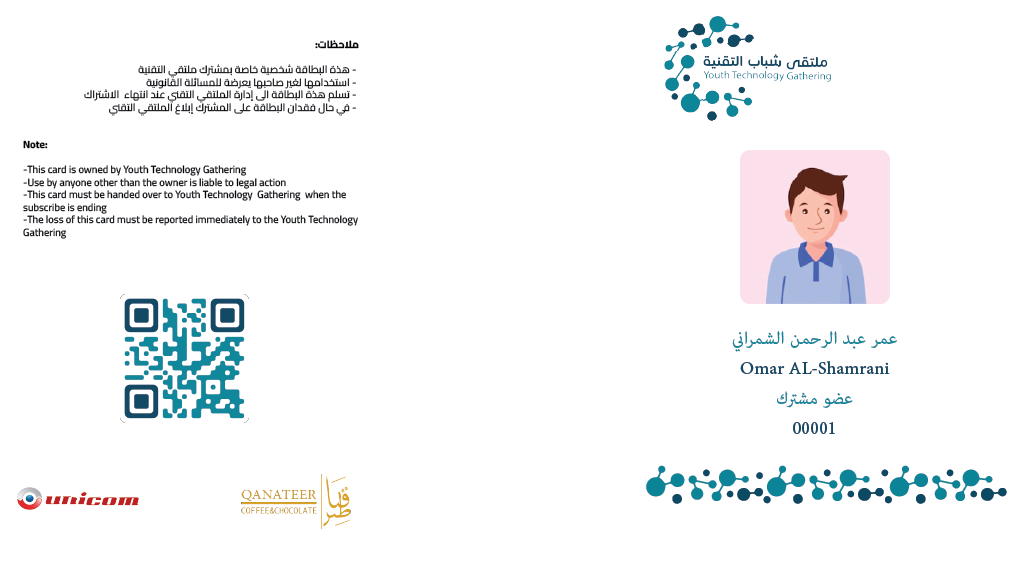 ملاحظات:
- هذة البطاقة شخصية خاصة بمشترك ملتقي التقنية
- استخدامها لغير صاحبها يعرضة للمسائلة القانونية
- تسلم هذة البطاقة الى إدارة الملتقي التقني عند انتهاء الاشتراك
- في حال فقدان البطاقة على المشترك إبلاغ الملتقي التقني
Note:
-This card is owned by Youth Technology Gathering
-Use by anyone other than the owner is liable to legal action
-This card must be handed over to Youth Technology Gathering when the
subscribe is ending
-The loss of this card must be reported immediately to the Youth Technology
Gathering
unicom
QANATEER
COFFEE&CHOCOLATE
ملتقى شباب التقنية
Youth Technology Gathering
عمر عبد الرحمن الشمراني
Omar AL-Shamrani
عضو مشترك
00001